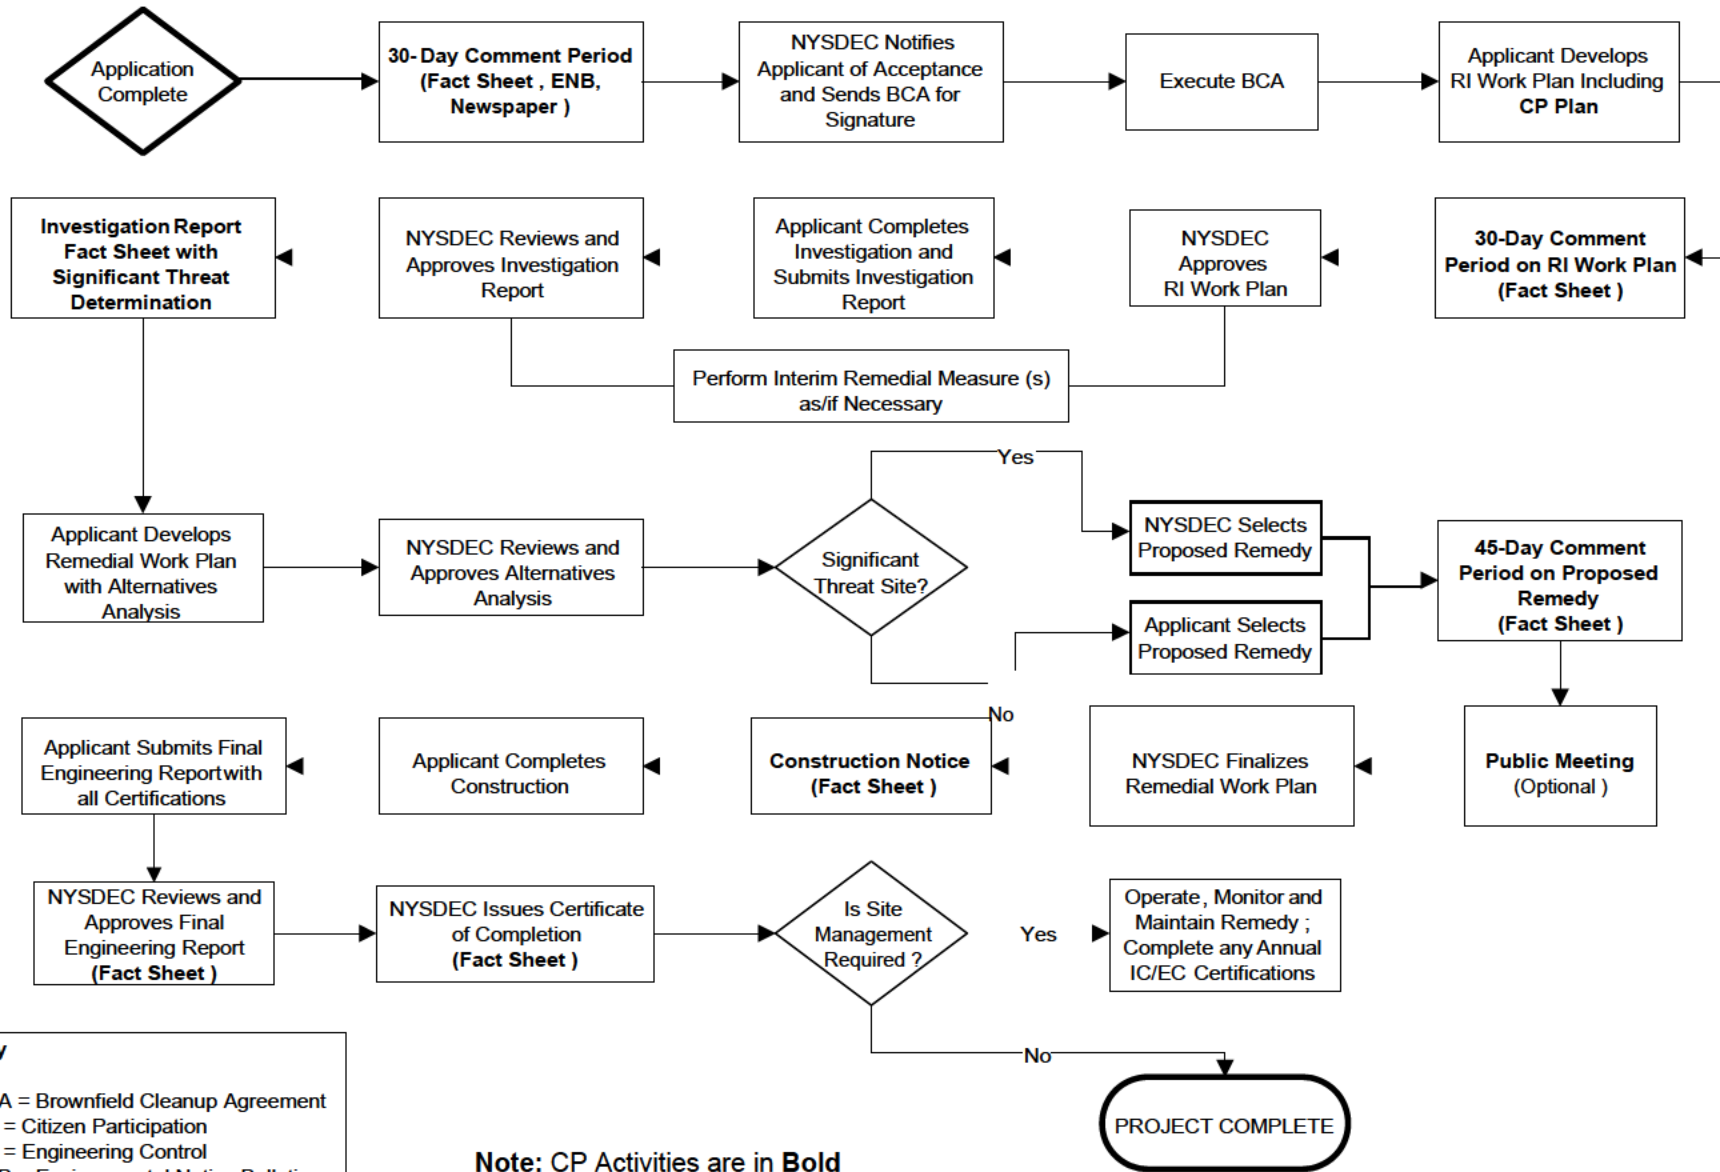 Application
Complete
30-Day Comment Period
(Fact Sheet , ENB,
Newspaper )
NYSDEC Notifies
Applicant of Acceptance
and Sends BCA for
Signature
Execute BCA
Applicant Develops
RI Work Plan Including
CP Plan
Investigation Report
Fact Sheet with
Significant Threat
Determination
NYSDEC Reviews and
Approves Investigation
Report
Applicant Completes
Investigation and
Submits Investigation
Report
NYSDEC
Approves
RI Work Plan
30-Day Comment
Period on RI Work Plan
(Fact Sheet )
Perform Interim Remedial Measure (s)
as/if Necessary
Applicant Develops
Remedial Work Plan
with Alternatives
Analysis
NYSDEC Reviews and
Approves Alternatives
Analysis
Significant
Threat Site?
Yes
No
NYSDEC Selects
Proposed Remedy
Applicant Selects
Proposed Remedy
45-Day Comment
Period on Proposed
Remedy
(Fact Sheet )
Applicant Submits Final
Engineering Report with
all Certifications
Applicant Completes
Construction
Construction Notice
(Fact Sheet )
NYSDEC Finalizes
Remedial Work Plan
Public Meeting
(Optional )
NYSDEC Reviews and
Approves Final
Engineering Report
(Fact Sheet )
NYSDEC Issues Certificate
of Completion
(Fact Sheet )
Is Site
Management
Required ?
Yes
Operate, Monitor and
Maintain Remedy ;
Complete any Annual
IC/EC Certifications
No
PROJECT COMPLETE
y
A = Brownfield Cleanup Agreement
= Citizen Participation
= Engineering Control
Note: CP Activities are in Bold